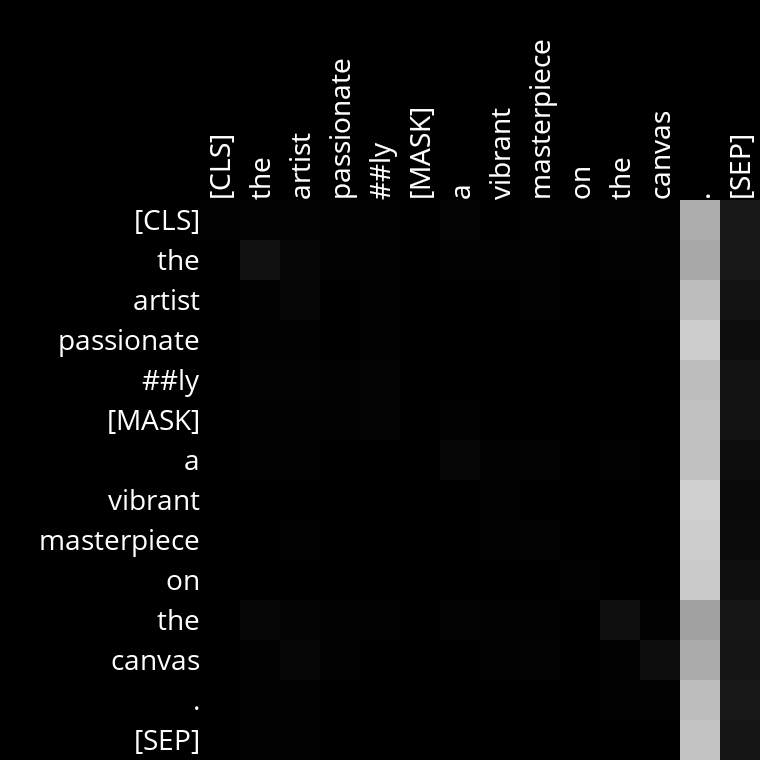 [CLS]
the
artist
passionate
##ly
[MASK]
a
vibrant
masterpiece
on
the
canvas
.
[SEP]
[CLS]
the
artist
passionate
##ly
[MASK]
a
vibrant
masterpiece
on
the
canvas
.
[SEP]